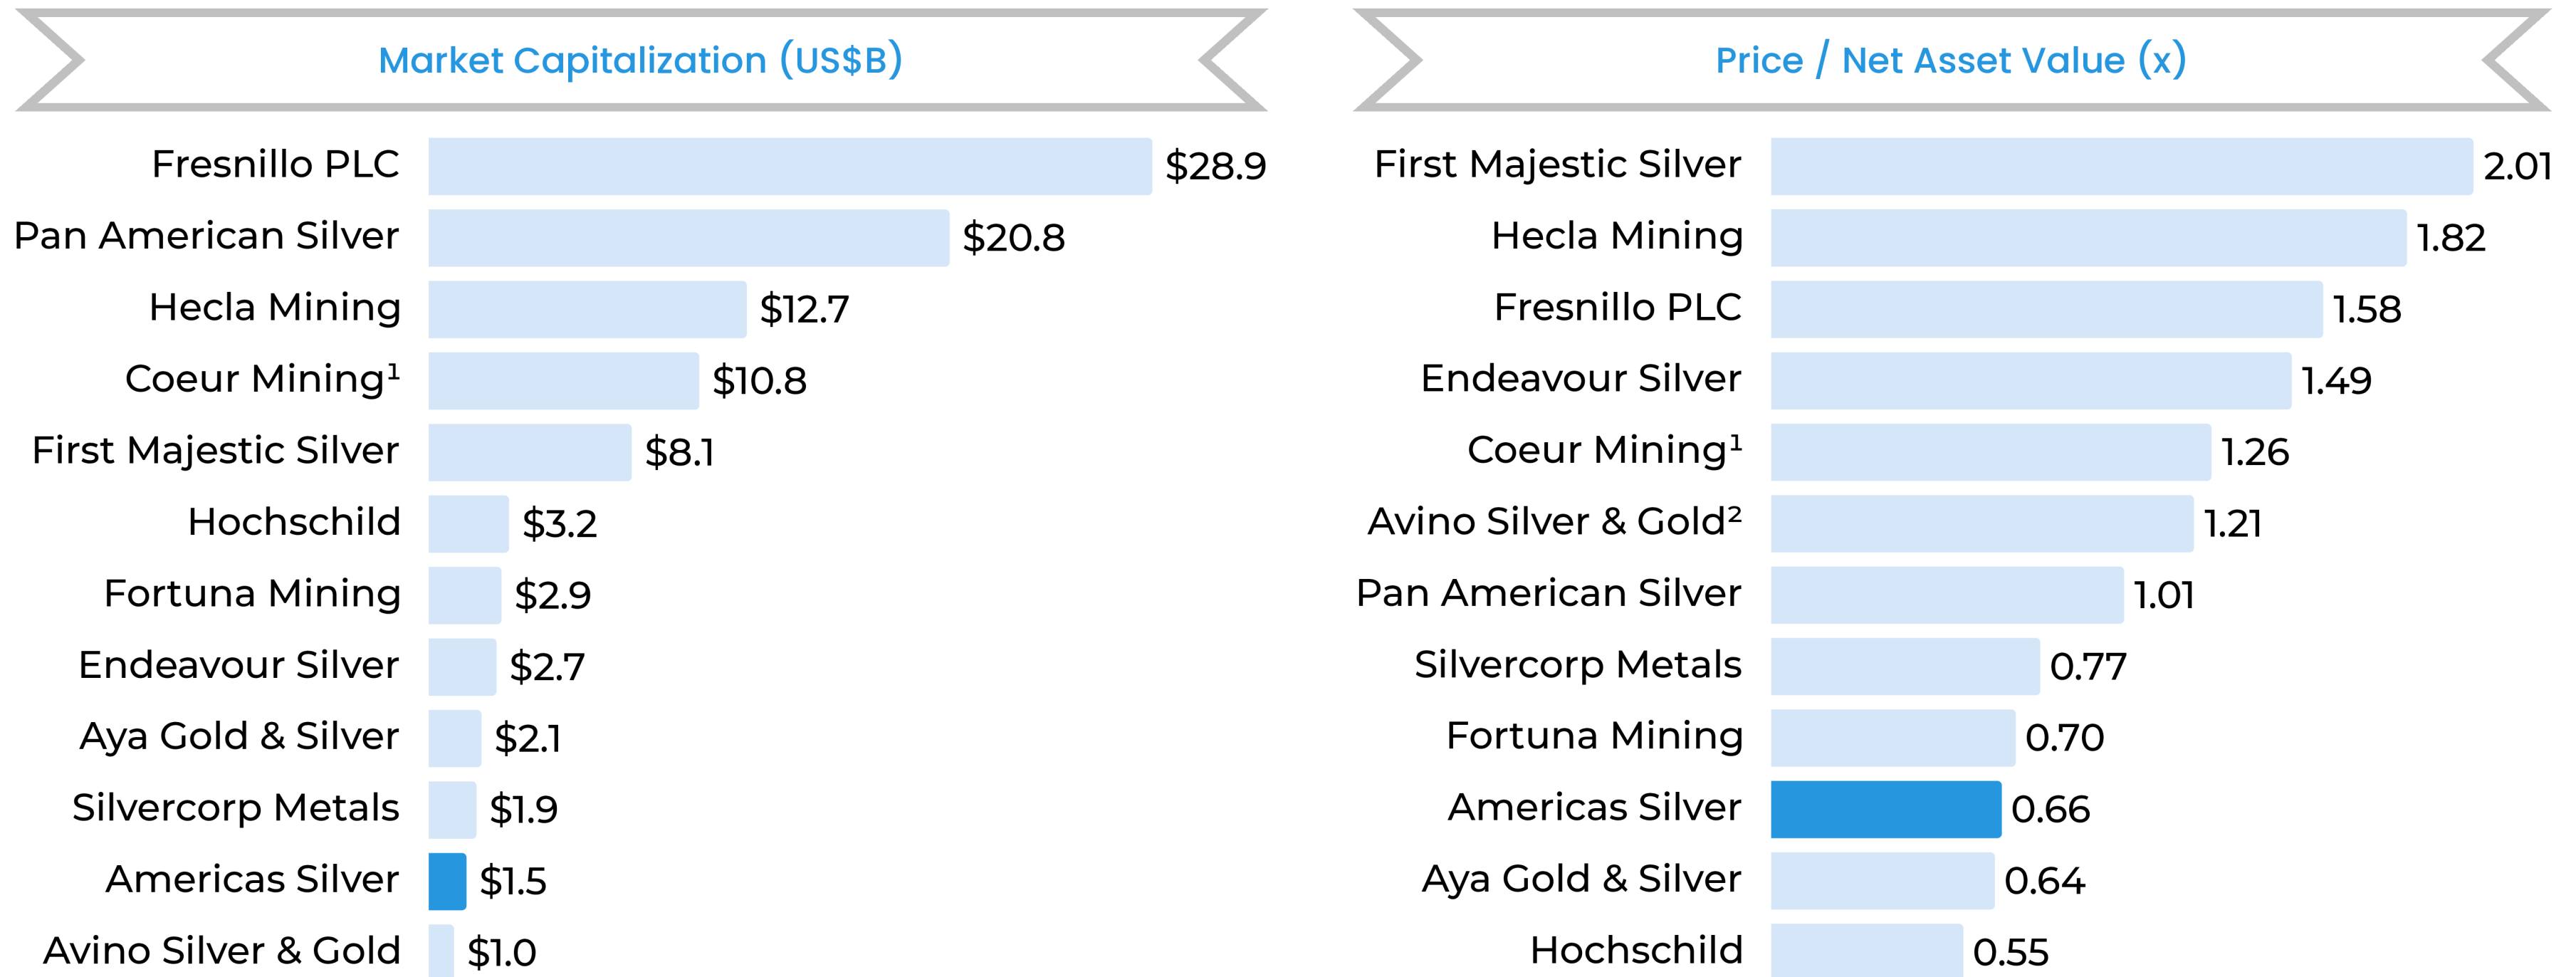 Market Capitalization (US$B)
Fresnillo PLC $28.9
Pan American Silver $20.8
Hecla Mining $12.7
Coeur Mining¹ $10.8
First Majestic Silver $8.1
Hochschild $3.2
Fortuna Mining $2.9
Endeavour Silver $2.7
Aya Gold & Silver $2.1
Silvercorp Metals $1.9
Americas Silver $1.5
Avino Silver & Gold $1.0
Price / Net Asset Value (x)
First Majestic Silver 2.01
Hecla Mining 1.82
Fresnillo PLC 1.58
Endeavour Silver 1.49
Coeur Mining¹ 1.26
Avino Silver & Gold² 1.21
Pan American Silver 1.01
Silvercorp Metals 0.77
Fortuna Mining 0.70
Americas Silver 0.66
Aya Gold & Silver 0.64
Hochschild 0.55